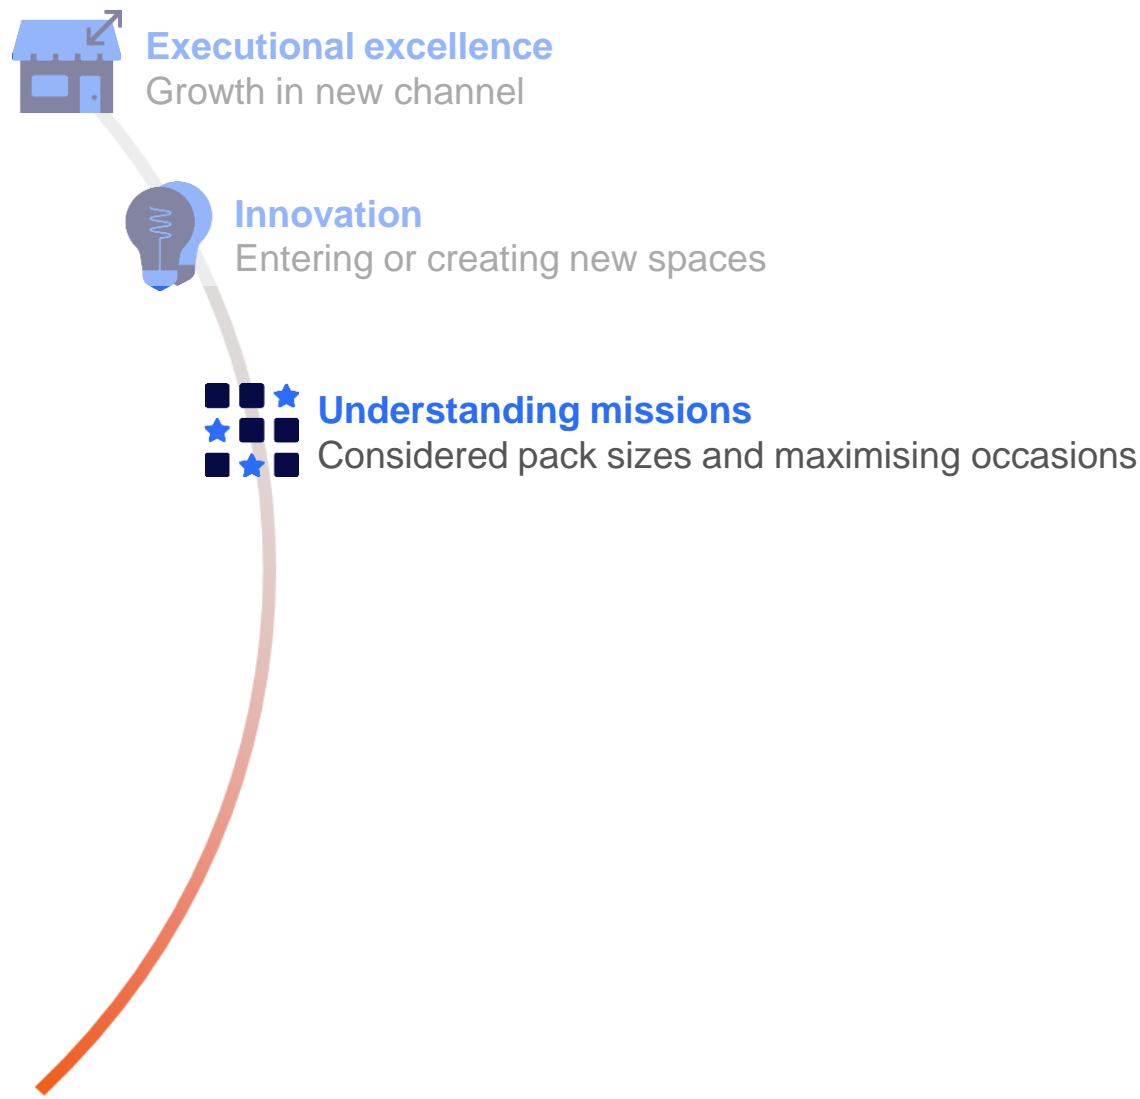 Executional excellence
Growth in new channel
Innovation
Entering or creating new spaces
Understanding missions
Considered pack sizes and maximising occasions